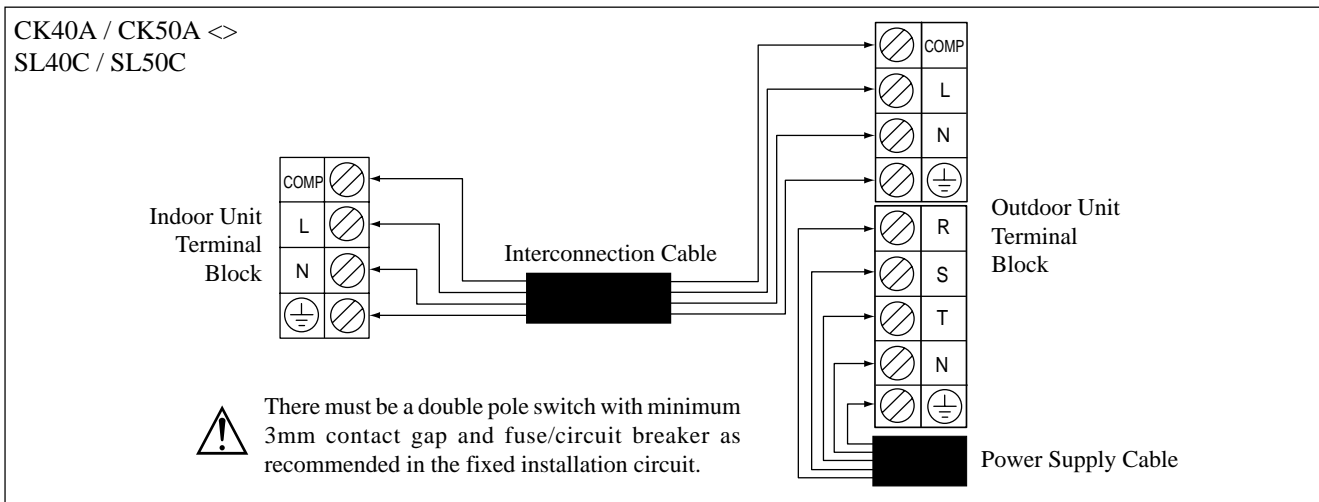 CK40A / CK50A <>
SL40C / SL50C
COMP
L
N
Indoor Unit
Terminal
Block
Interconnection Cable
COMP
L
N
R
S
T
N
Outdoor Unit
Terminal
Block
There must be a double pole switch with minimum
3mm contact gap and fuse/circuit breaker as
recommended in the fixed installation circuit.
Power Supply Cable